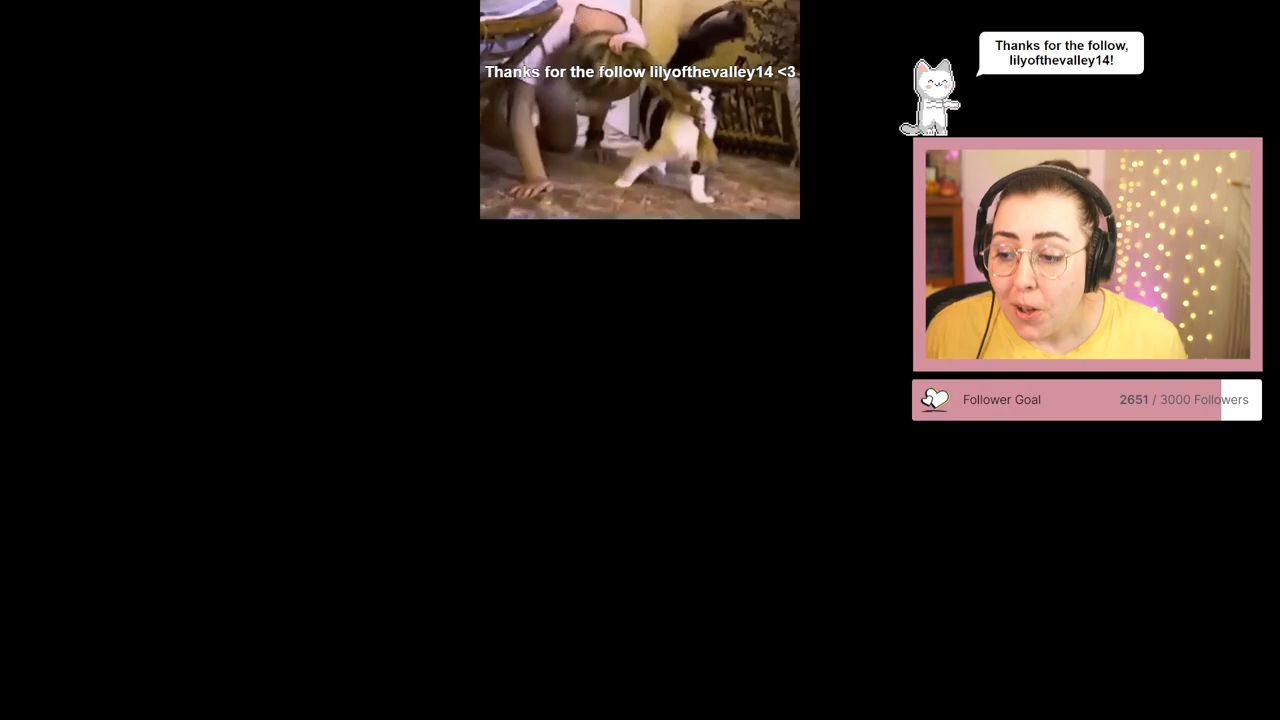 Thanks for the follow lilyofthevalley14 <3
Thanks for the follow,
lilyofthevalley14!
Follower Goal
2651 / 3000 Followers